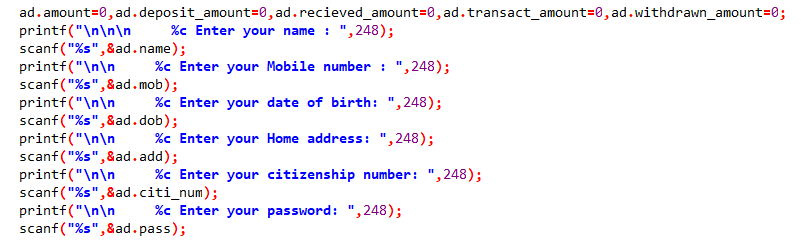 ad.amount=0,ad.deposit_amount=0,ad.recieved_amount=0,ad.transact_amount=0,ad.withdrawn_amount=0;
printf("\n\n\n     %c Enter your name : ",248);
scanf("%s",&ad.name);
printf("\n\n     %c Enter your Mobile number : ",248);
scanf("%s",&ad.mob);
printf("\n\n     %c Enter your date of birth: ",248);
scanf("%s",&ad.dob);
printf("\n\n     %c Enter your Home address: ",248);
scanf("%s",&ad.add);
printf("\n\n     %c Enter your citizenship number: ",248);
scanf("%s",&ad.citi_num);
printf("\n\n     %c Enter your password: ",248);
scanf("%s",&ad.pass);